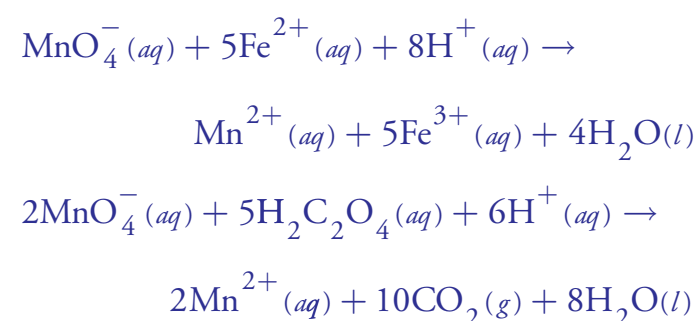 MnO₄⁻(aq) + 5Fe²⁺(aq) + 8H⁺(aq) →
Mn²⁺(aq) + 5Fe³⁺(aq) + 4H₂O(l)
2MnO₄⁻(aq) + 5H₂C₂O₄(aq) + 6H⁺(aq) →
2Mn²⁺(aq) + 10CO₂(g) + 8H₂O(l)